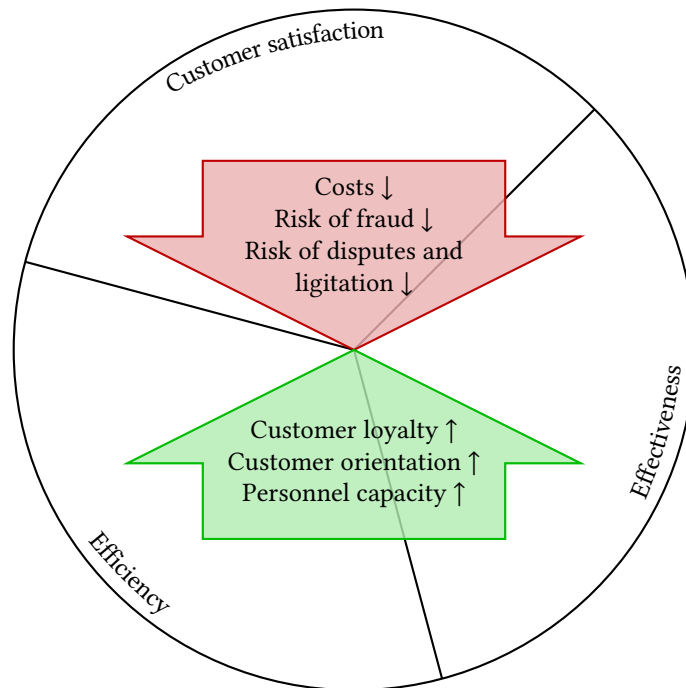 Customer satisfaction
Costs ↓
Risk of fraud ↓
Risk of disputes and
ligitation ↓
Effectiveness
Customer loyalty ↑
Customer orientation ↑
Personnel capacity ↑
Efficiency